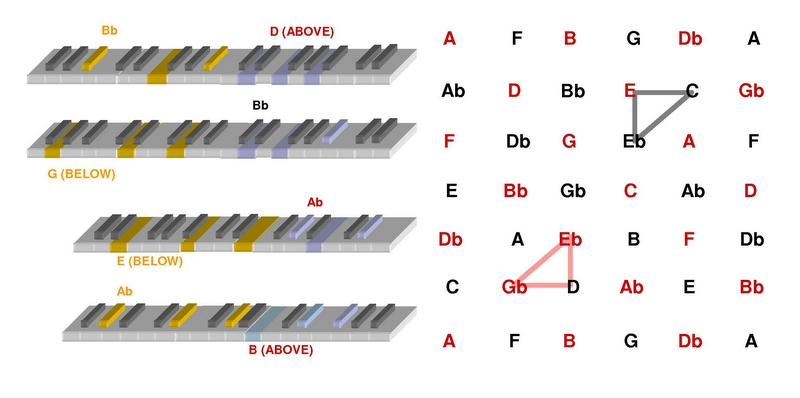 Bb
D (ABOVE)
Bb
G (BELOW)
Ab
E (BELOW)
Ab
B (ABOVE)
A F B G Db A
Ab D Bb E C Gb
F Db G Eb A F
E Bb Gb C Ab D
Db A Eb B F Db
C Gb D Ab E Bb
A F B G Db A